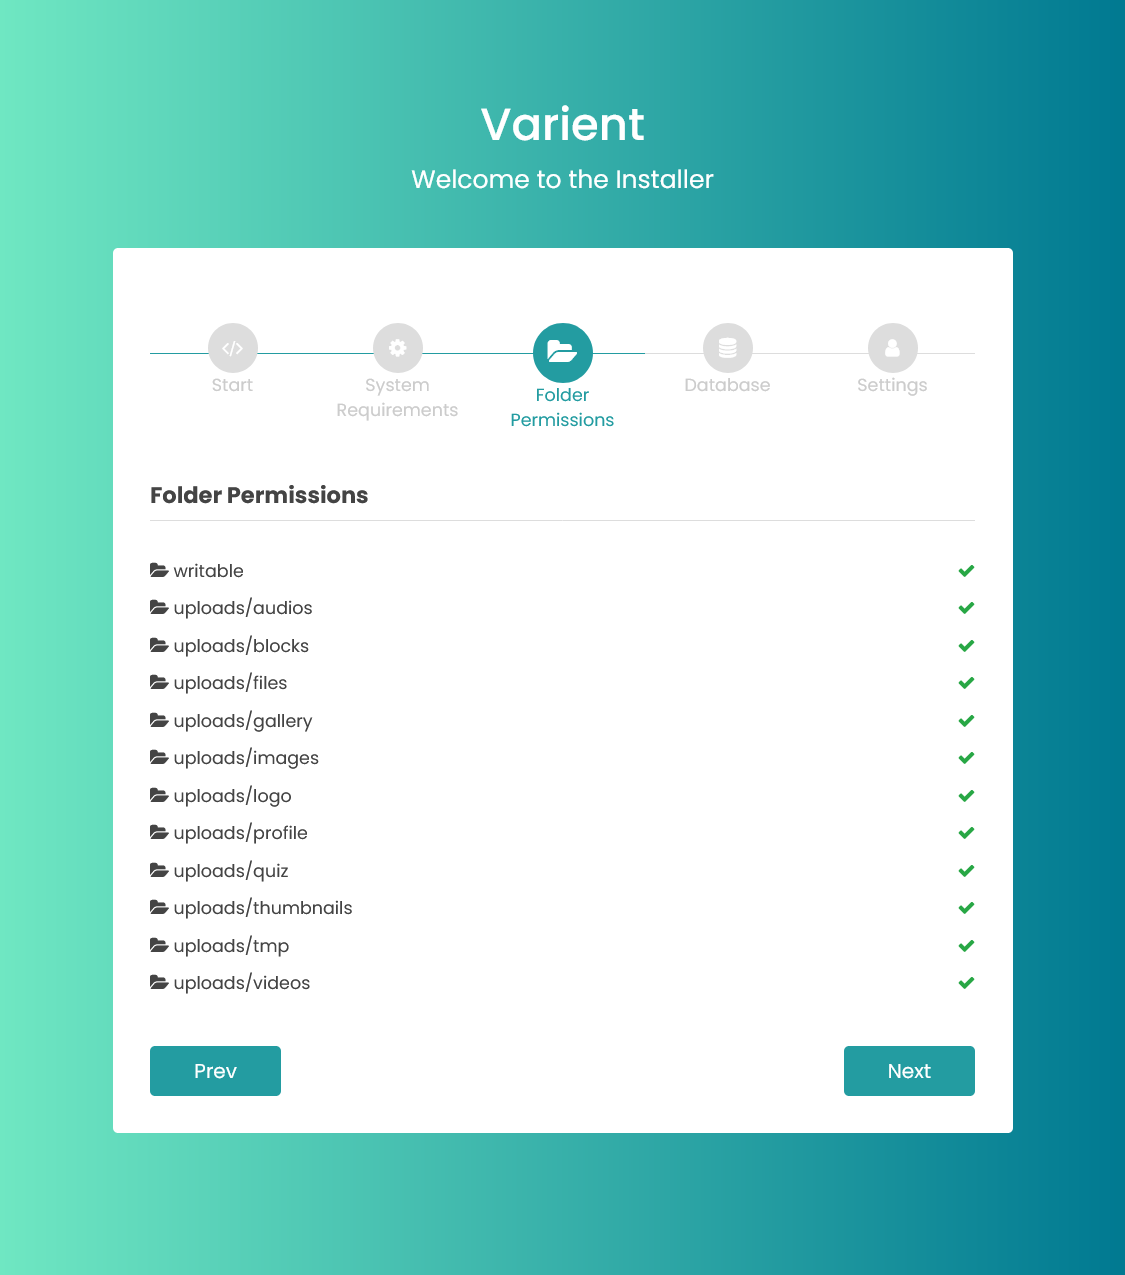 Varient
Welcome to the Installer
Start
System
Requirements
Folder
Permissions
Database
Settings
Folder Permissions
writable
uploads/audios
uploads/blocks
uploads/files
uploads/gallery
uploads/images
uploads/logo
uploads/profile
uploads/quiz
uploads/thumbnails
uploads/tmp
uploads/videos
Prev
Next